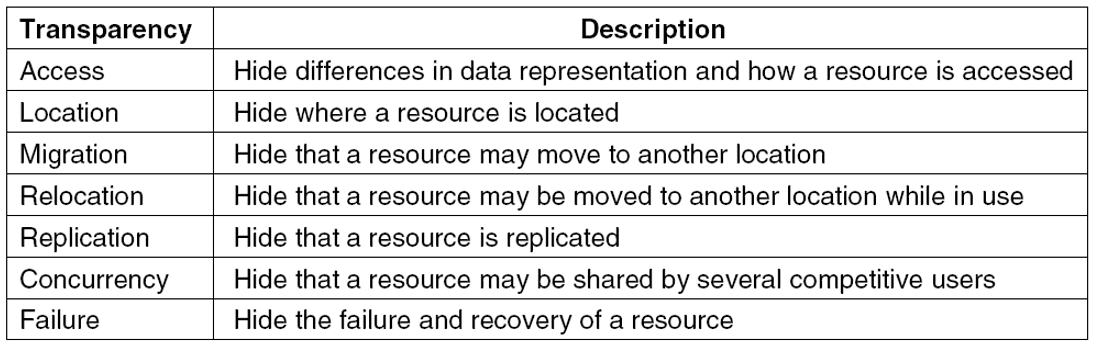 Transparency Description
Access Hide differences in data representation and how a resource is accessed
Location Hide where a resource is located
Migration Hide that a resource may move to another location
Relocation Hide that a resource may be moved to another location while in use
Replication Hide that a resource is replicated
Concurrency Hide that a resource may be shared by several competitive users
Failure Hide the failure and recovery of a resource